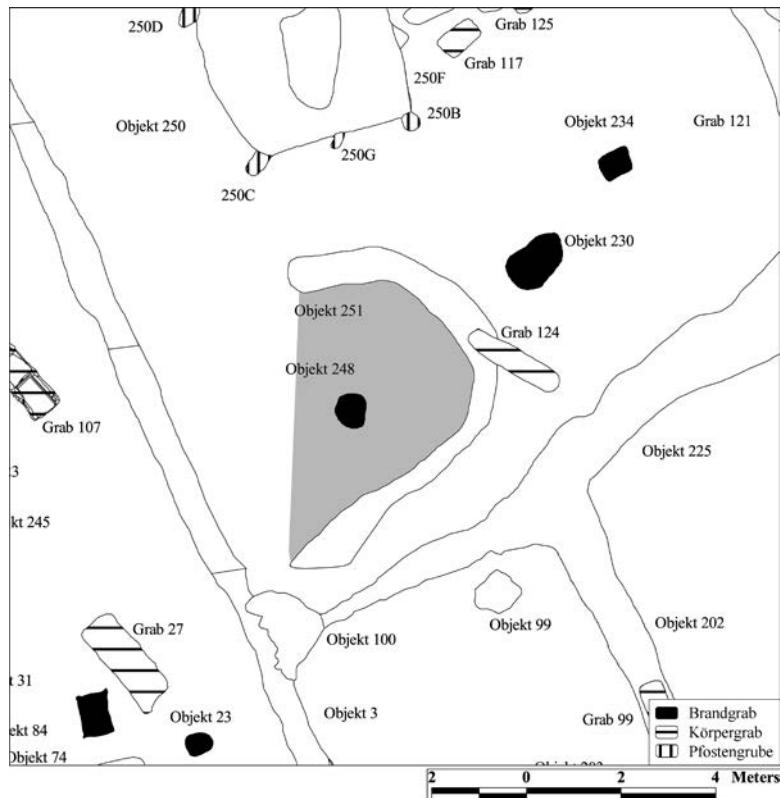 250D
Grab 125
Grab 117
250F
250B
Objekt 250
Objekt 234
Grab 121
250G
250C
Objekt 230
Objekt 251
Grab 124
Objekt 248
Grab 107
Objekt 225
kt 245
Grab 27
Objekt 100
Objekt 99
Objekt 202
t 31
Objekt 23
Objekt 3
Grab 99
ekt 84
Objekt 74
Brandgrab
Körpergrab
Pfostengrube
2 0 2 4 Meters